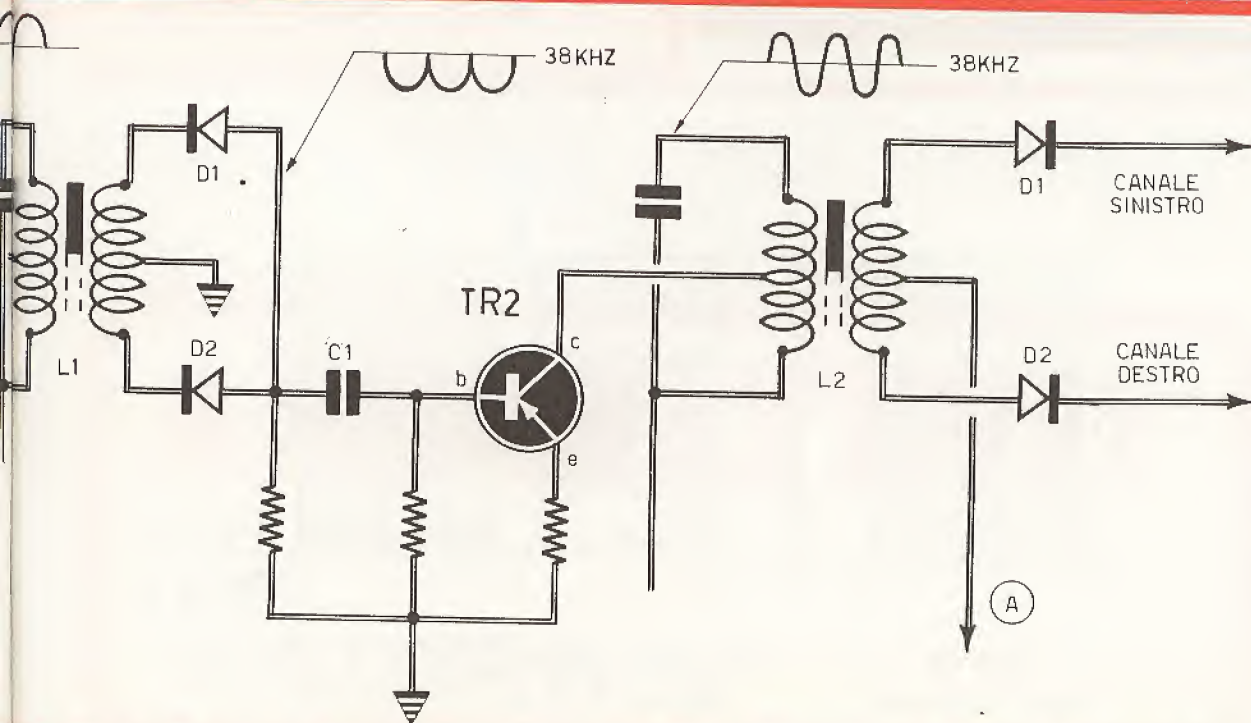 38KHZ
38KHZ
D1
D1
CANALE
SINISTRO
TR2
L1
D2
C1
b
c
e
L2
D2
CANALE
DESTRO
A